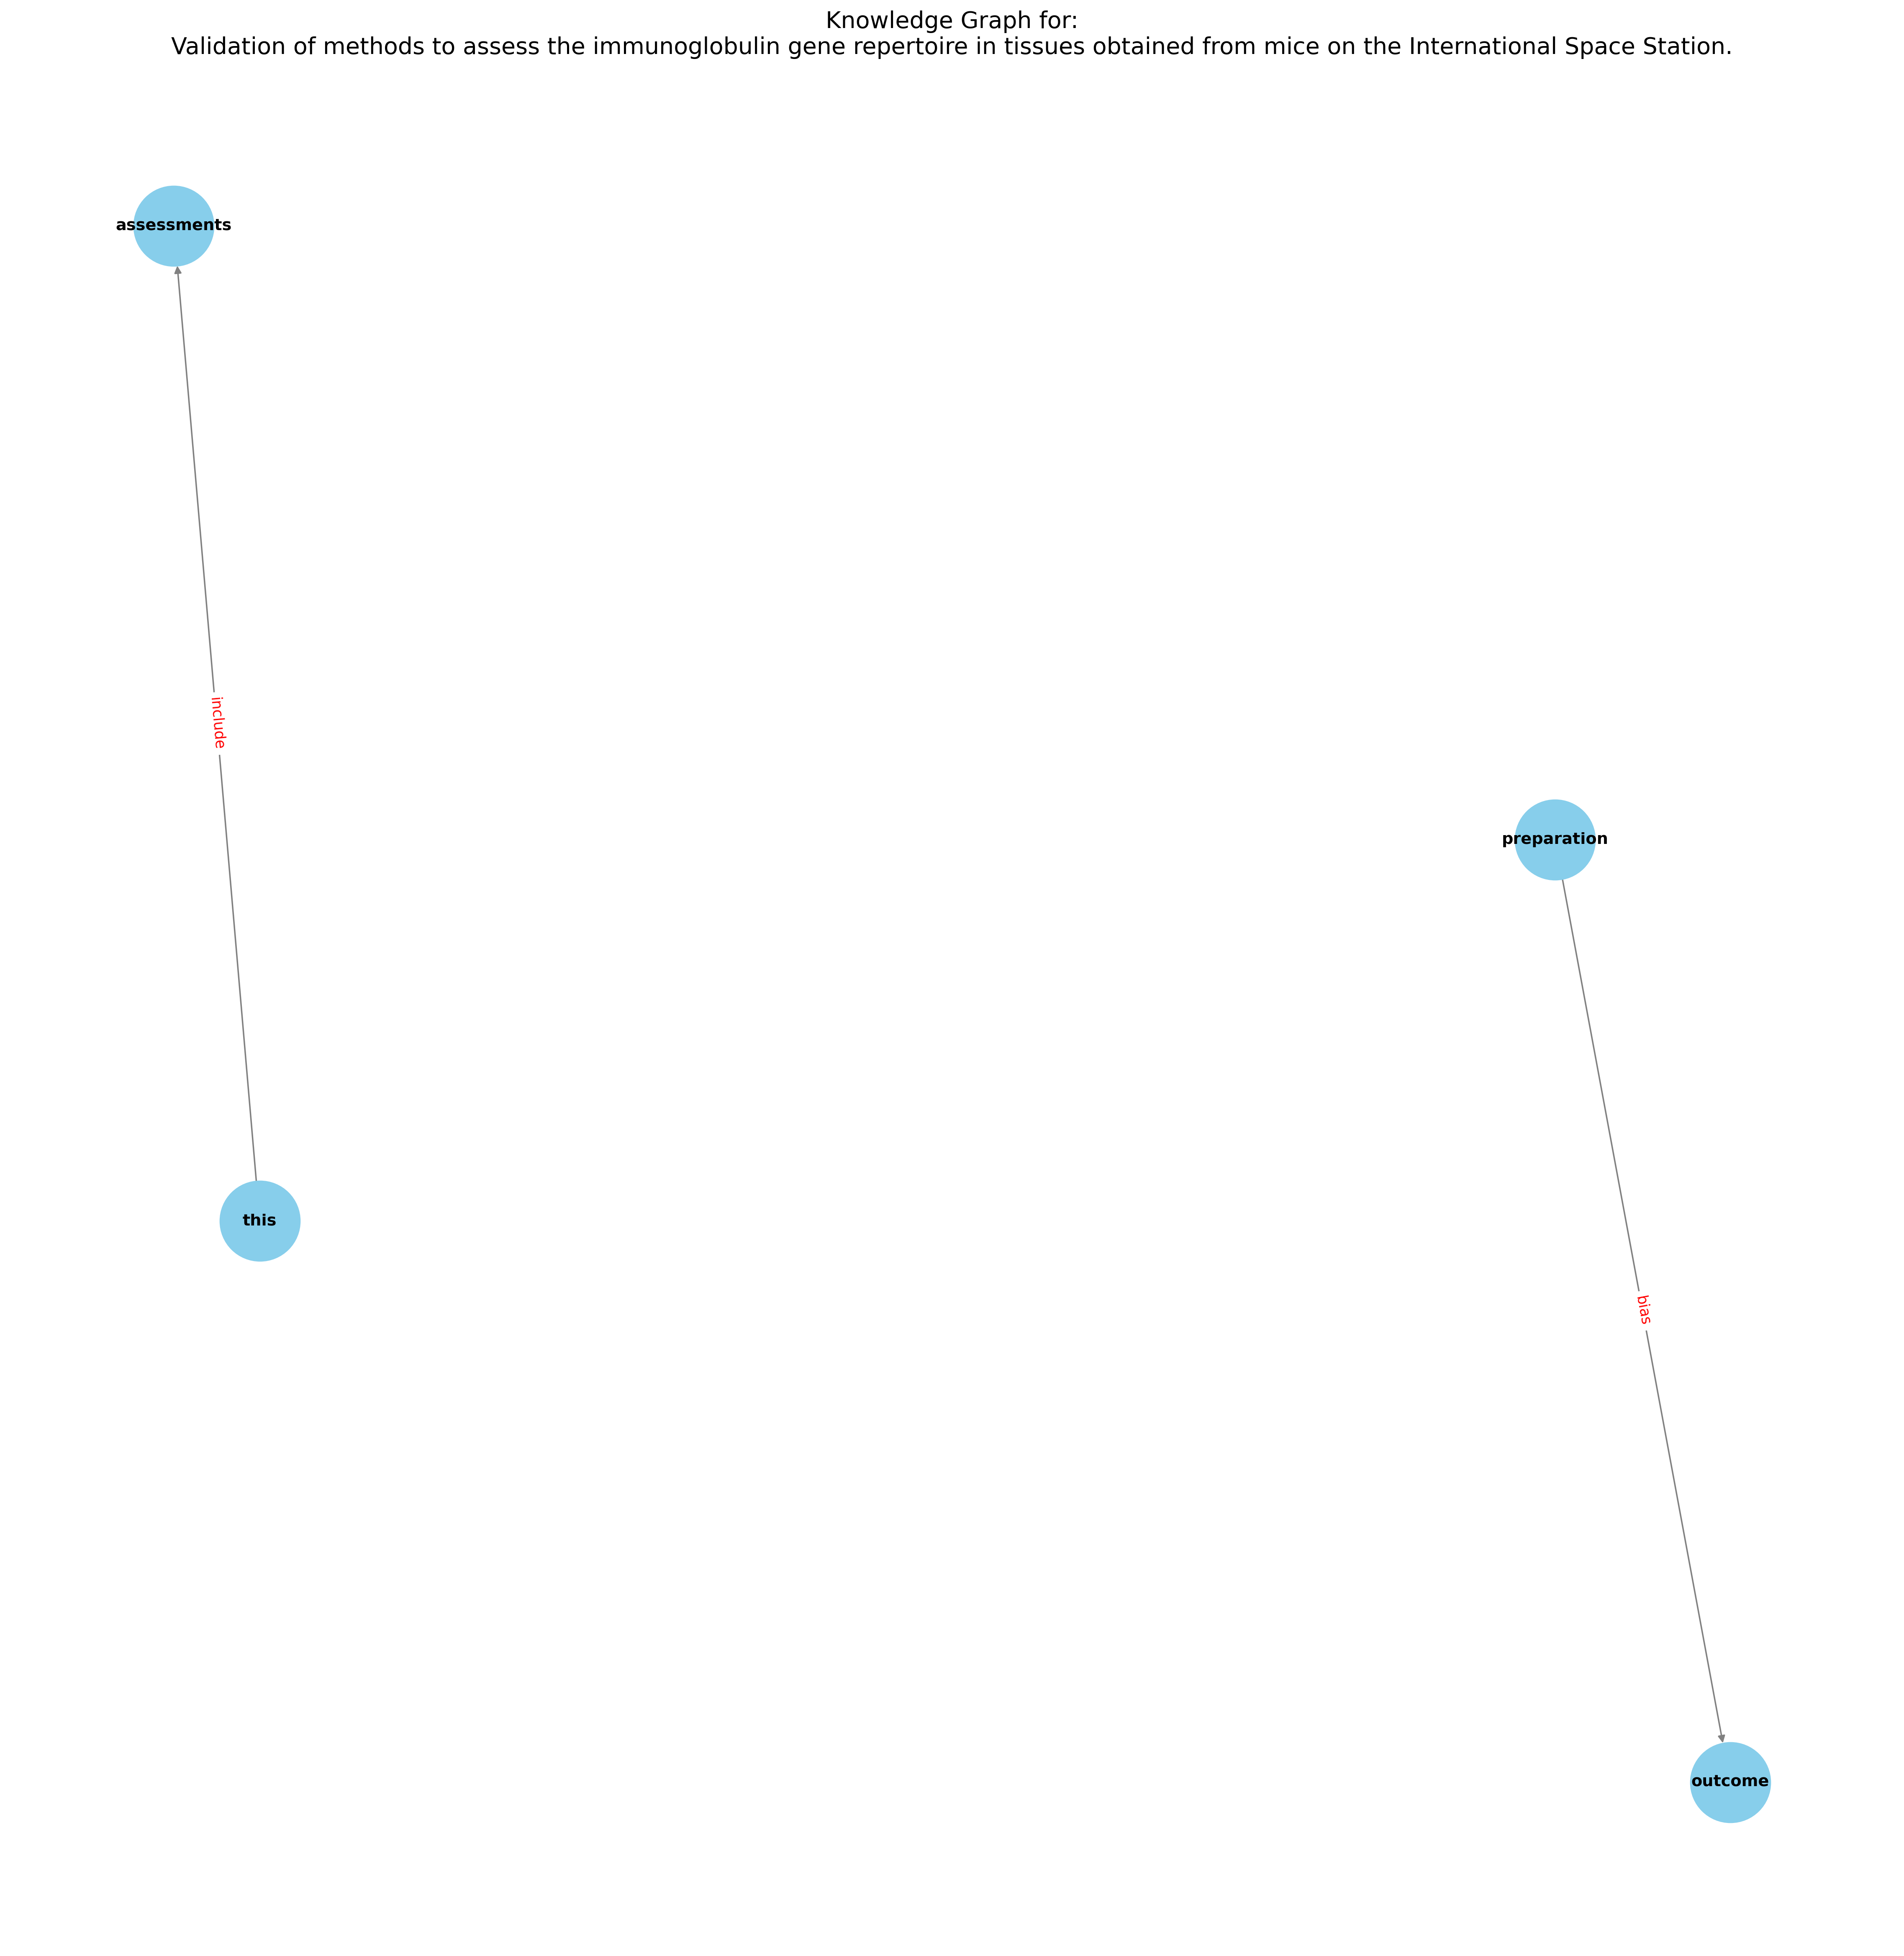 Knowledge Graph for:
Validation of methods to assess the immunoglobulin gene repertoire in tissues obtained from mice on the International Space Station.
assessments
include
preparation
this
bias
outcome